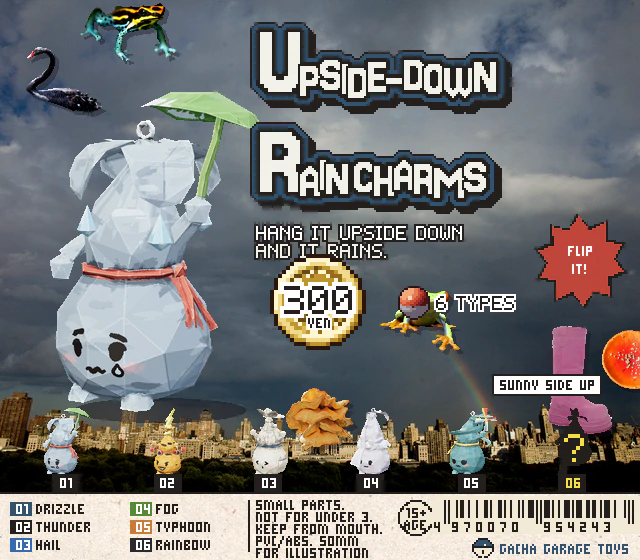 UPSIDE-DOWN
RAIN CHARMS
HANG IT UPSIDE DOWN
AND IT RAINS.
FLIP
IT!
300
YEN
6 TYPES
SUNNY SIDE UP
?
01
02
03
04
05
06
01 DRIZZLE
02 THUNDER
03 HAIL
04 FOG
05 TYPHOON
06 RAINBOW
SMALL PARTS.
NOT FOR UNDER 3.
KEEP FROM MOUTH.
PVC/ABS. 50MM
FOR ILLUSTRATION
15+
AGE
4 970070 954243
GACHA GARAGE TOYS